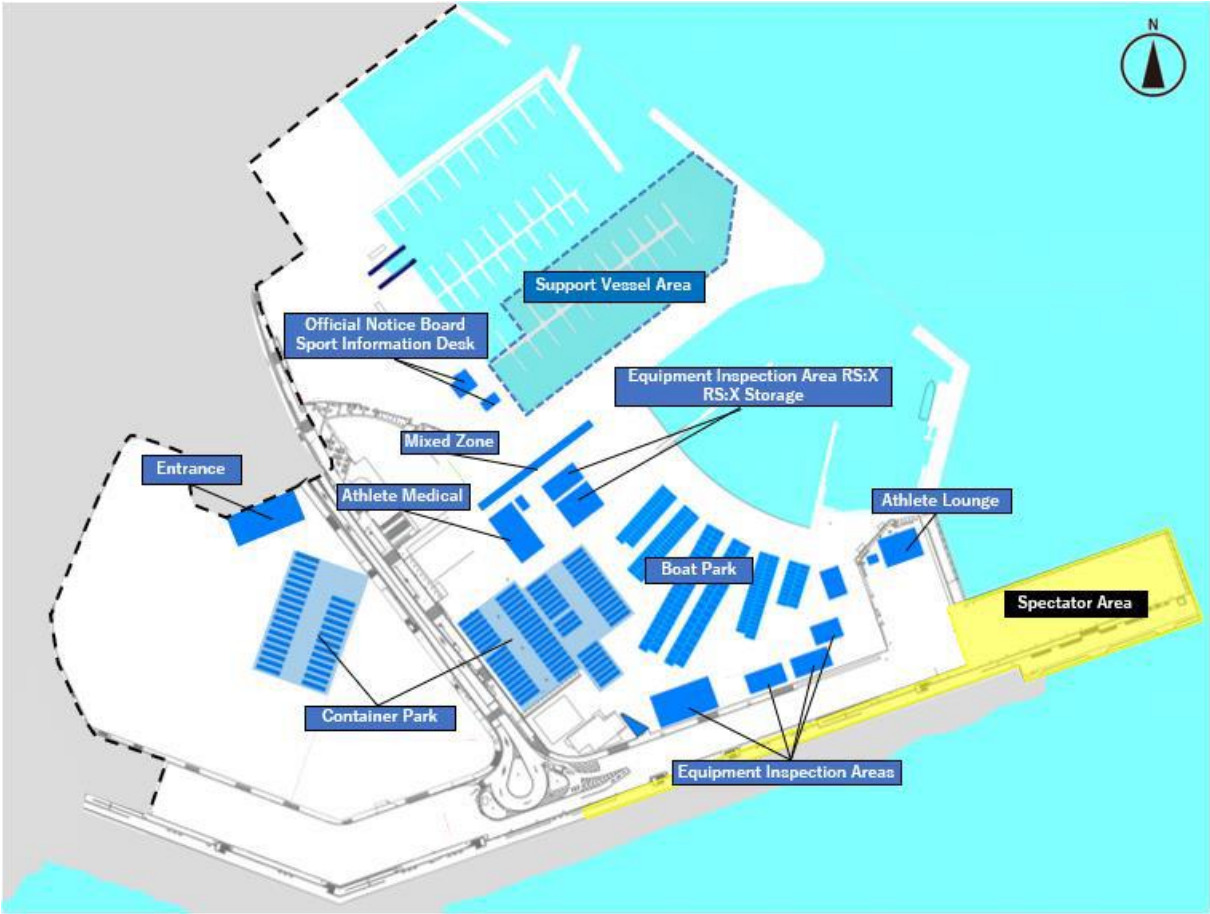 N
Support Vessel Area
Official Notice Board
Sport Information Desk
Equipment Inspection Area RS:X
RS:X Storage
Mixed Zone
Entrance
Athlete Medical
Athlete Lounge
Boat Park
Spectator Area
Container Park
Equipment Inspection Areas